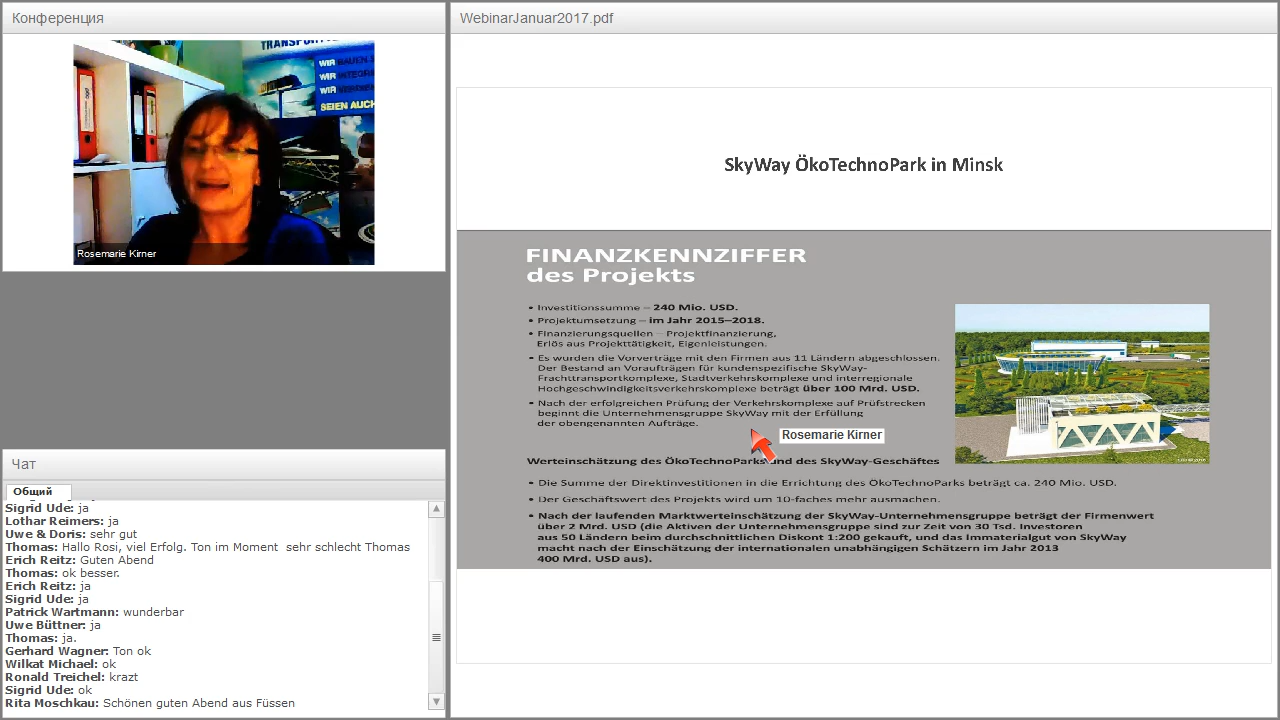 Конференция
TRANSPORT
WIR BAUEN
WIR INTEGR
WIR
SEIEN AUCH
Rosemarie Kirner
Чат
Общий
Sigrid Ude: ja
Lothar Reimers: ja
Uwe & Doris: sehr gut
Thomas: Hallo Rosi, viel Erfolg. Ton im Moment  sehr schlecht Thomas
Erich Reitz: Guten Abend
Thomas: ok besser.
Erich Reitz: ja
Sigrid Ude: ja
Patrick Wartmann: wunderbar
Uwe Büttner: ja
Thomas: ja.
Gerhard Wagner: Ton ok
Wilkat Michael: ok
Ronald Treichel: krazt
Sigrid Ude: ok
Rita Moschkau: Schönen guten Abend aus Füssen
WebinarJanuar2017.pdf
SkyWay ÖkoTechnoPark in Minsk
FINANZKENNZIFFER
des Projekts
• Investitionssumme – 240 Mio. USD.
• Projektumsetzung – im Jahr 2015–2018.
• Finanzierungsquellen – Projektfinanzierung,
Erlös aus Projekttätigkeit, Eigenleistungen.
• Es wurden die Vorverträge mit den Firmen aus 11 Ländern abgeschlossen.
Der Bestand an Voraufträgen für kundenspezifische SkyWay-
Frachttransportkomplexe, Stadtverkehrskomplexe und interregionale
Hochgeschwindigkeitsverkehrskomplexe beträgt über 100 Mrd. USD.
• Nach der erfolgreichen Prüfung der Verkehrskomplexe auf Prüfstrecken
beginnt die Unternehmensgruppe SkyWay mit der Erfüllung
der obengenannten Aufträge.
Rosemarie Kirner
Werteinschätzung des ÖkoTechnoParks und des SkyWay-Geschäftes
• Die Summe der Direktinvestitionen in die Errichtung des ÖkoTechnoParks beträgt ca. 240 Mio. USD.
• Der Geschäftswert des Projekts wird um 10-faches mehr ausmachen.
• Nach der laufenden Marktwerteinschätzung der SkyWay-Unternehmensgruppe beträgt der Firmenwert
über 2 Mrd. USD (die Aktiven der Unternehmensgruppe sind zur Zeit von 30 Tsd. Investoren
aus 50 Ländern beim durchschnittlichen Diskont 1:200 gekauft, und das Immaterialgut von SkyWay
macht nach der Einschätzung der internationalen unabhängigen Schätzern im Jahr 2013
400 Mrd. USD aus).